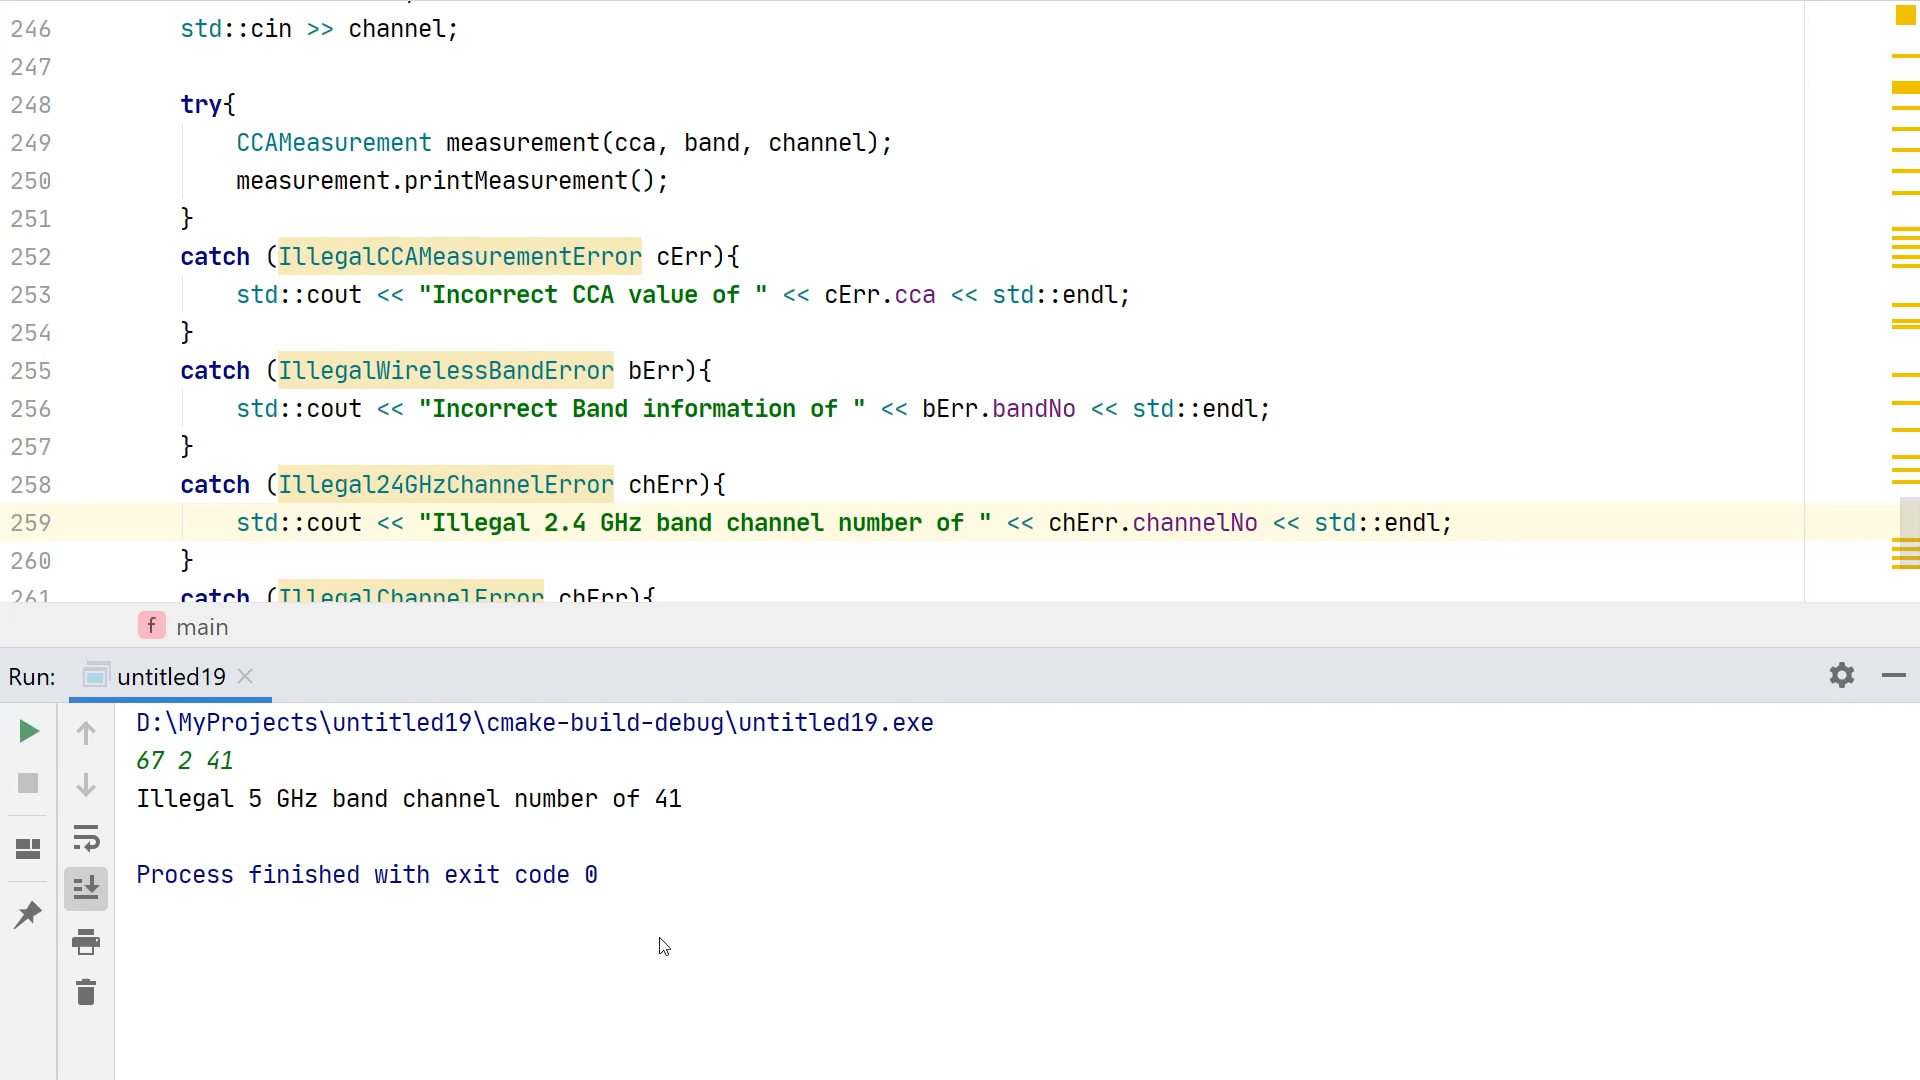 246 std::cin >> channel;
247
248 try{
249 CCAMeasurement measurement(cca, band, channel);
250 measurement.printMeasurement();
251 }
252 catch (IllegalCCAMeasurementError cErr){
253 std::cout << "Incorrect CCA value of " << cErr.cca << std::endl;
254 }
255 catch (IllegalWirelessBandError bErr){
256 std::cout << "Incorrect Band information of " << bErr.bandNo << std::endl;
257 }
258 catch (Illegal24GHzChannelError chErr){
259 std::cout << "Illegal 2.4 GHz band channel number of " << chErr.channelNo << std::endl;
260 }
261 catch (IllegalChannelError chErr){
f main
Run: untitled19
D:\MyProjects\untitled19\cmake-build-debug\untitled19.exe
67 2 41
Illegal 5 GHz band channel number of 41
Process finished with exit code 0